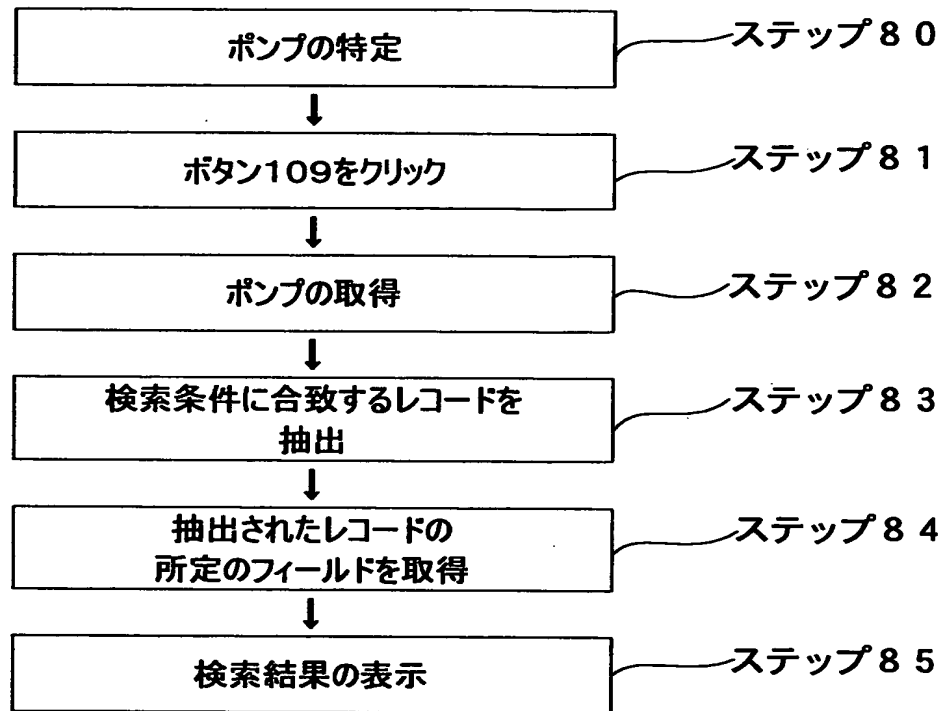 ポンプの特定
ステップ80
ボタン109をクリック
ステップ81
ポンプの取得
ステップ82
検索条件に合致するレコードを
抽出
ステップ83
抽出されたレコードの
所定のフィールドを取得
ステップ84
検索結果の表示
ステップ85